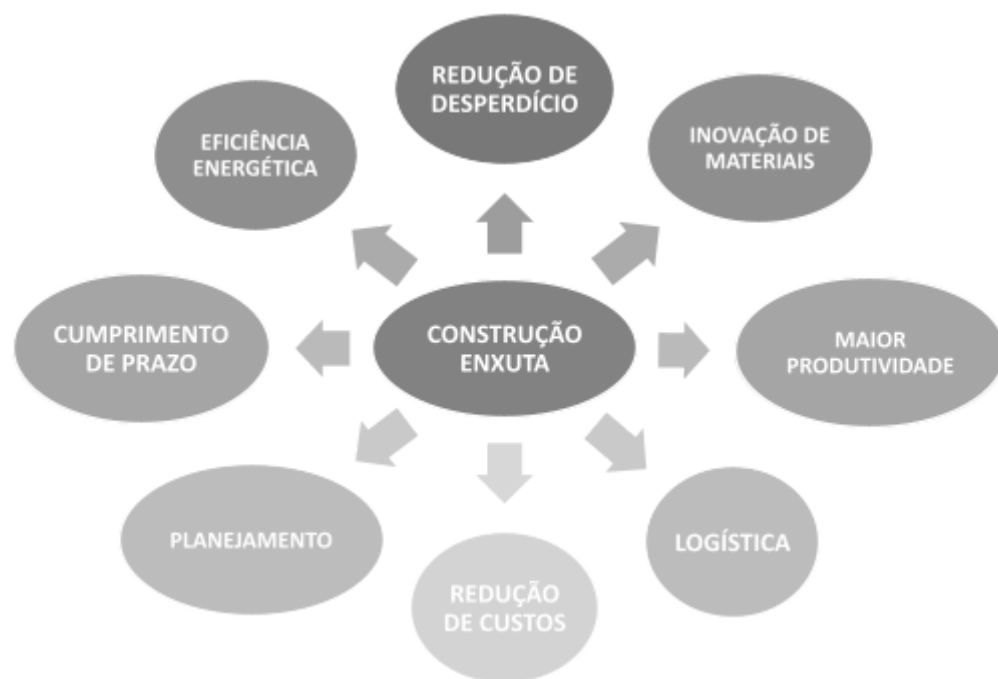 REDUÇÃO DE
DESPERDÍCIO
EFICIÊNCIA
ENERGÉTICA
INOVAÇÃO DE
MATERIAIS
CUMPRIMENTO
DE PRAZO
CONSTRUÇÃO
ENXUTA
MAIOR
PRODUTIVIDADE
PLANEJAMENTO
LOGÍSTICA
REDUÇÃO
DE CUSTOS